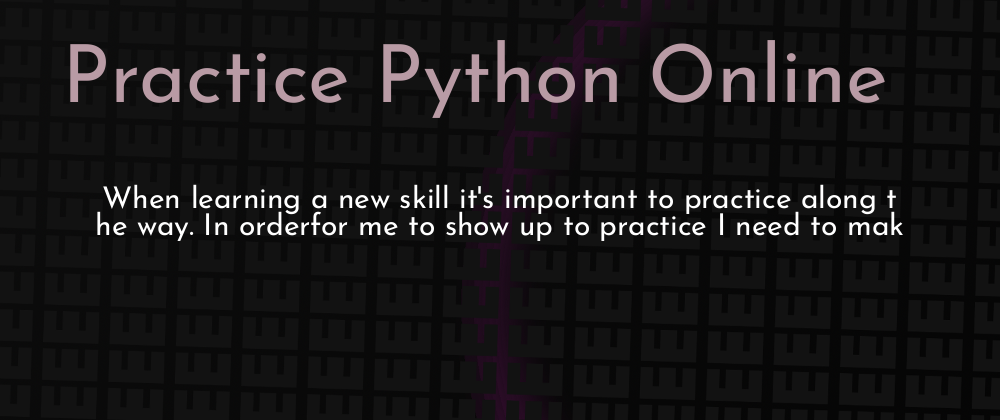 Practice Python Online
When learning a new skill it's important to practice along t
he way. In orderfor me to show up to practice I need to mak